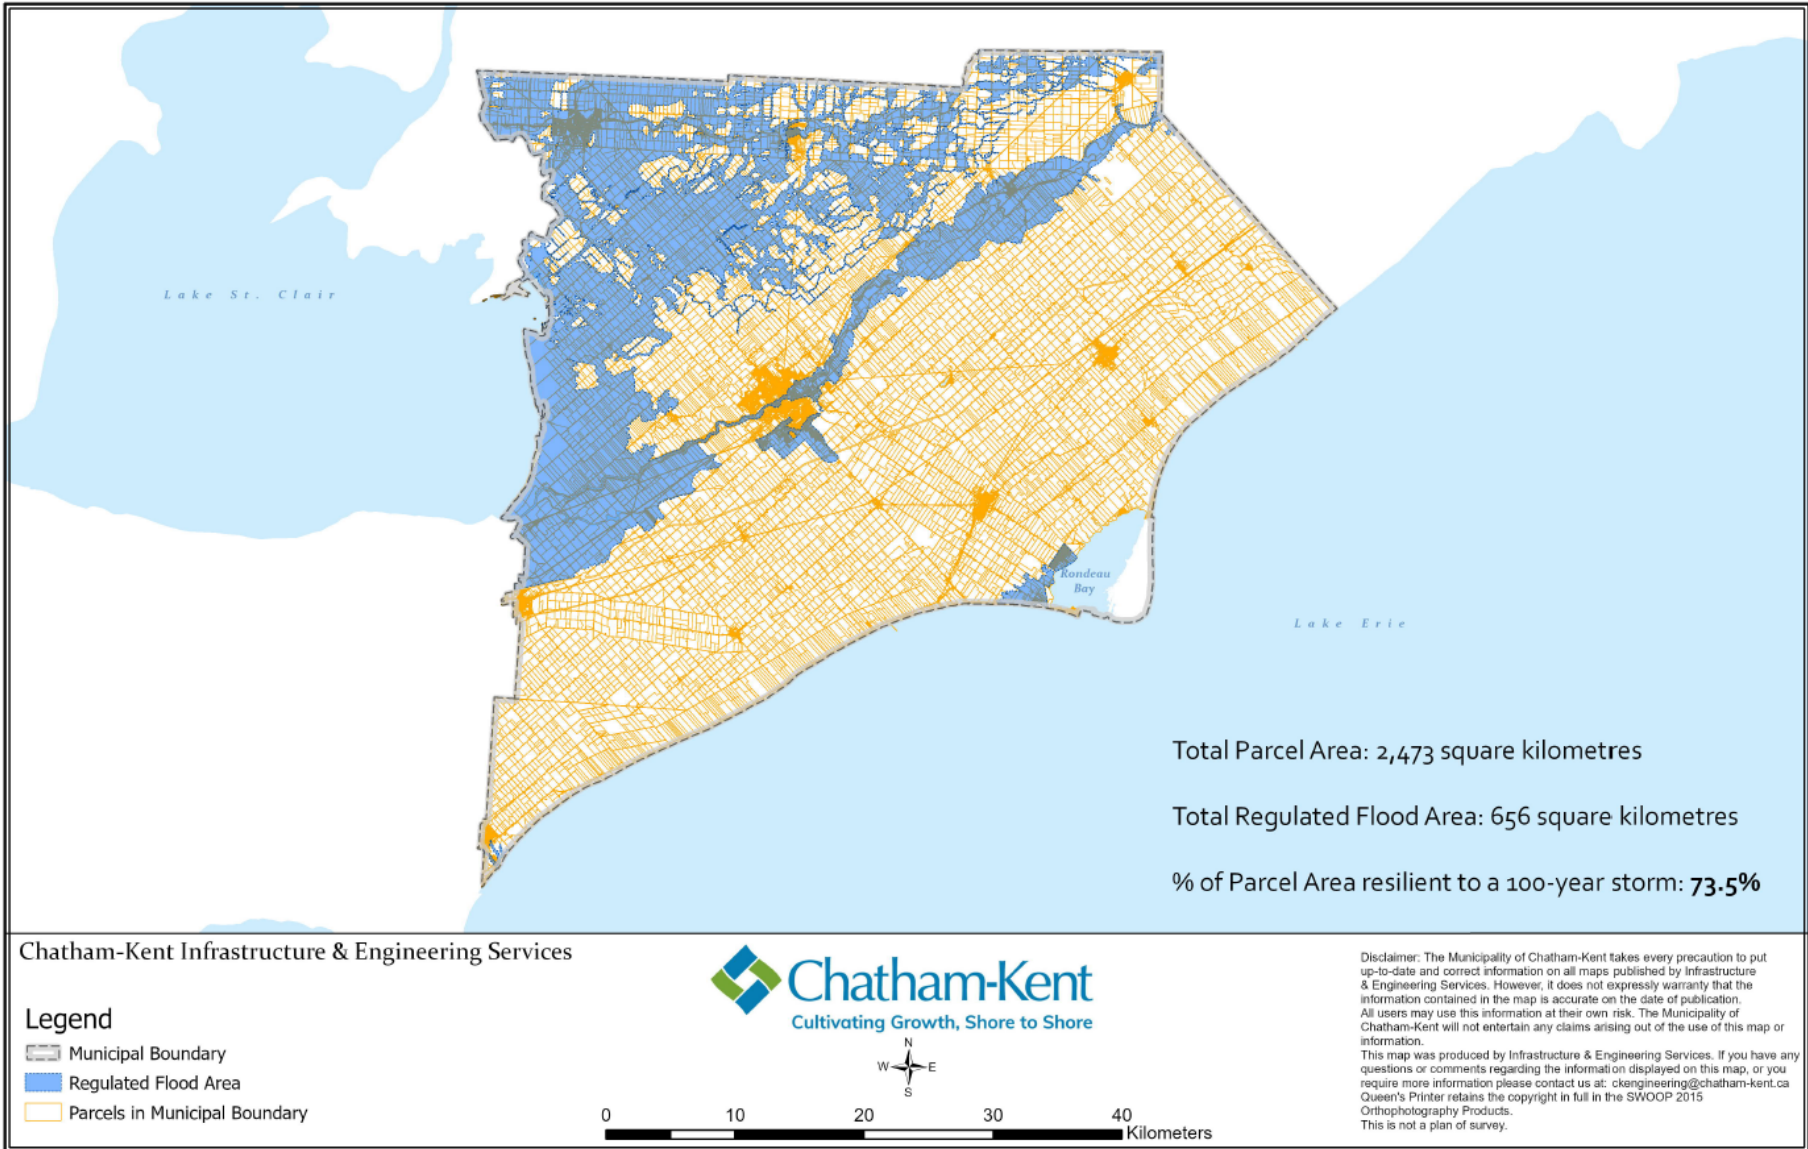 Lake St. Clair
Rondeau
Bay
Lake Erie
Total Parcel Area: 2,473 square kilometres
Total Regulated Flood Area: 656 square kilometres
% of Parcel Area resilient to a 100-year storm: 73.5%
Chatham-Kent Infrastructure & Engineering Services
Legend
Municipal Boundary
Regulated Flood Area
Parcels in Municipal Boundary
Chatham-Kent
Cultivating Growth, Shore to Shore
N
W E
S
0 10 20 30 40
Kilometers
Disclaimer: The Municipality of Chatham-Kent takes every precaution to put
up-to-date and correct information on all maps published by Infrastructure
& Engineering Services. However, it does not expressly warranty that the
information contained in the map is accurate on the date of publication.
All users may use this information at their own risk. The Municipality of
Chatham-Kent will not entertain any claims arising out of the use of this map or
information.
This map was produced by Infrastructure & Engineering Services. If you have any
questions or comments regarding the information displayed on this map, or you
require more information please contact us at: ckengineering@chatham-kent.ca
Queen's Printer retains the copyright in full in the SWOOP 2015
Orthophotography Products.
This is not a plan of survey.